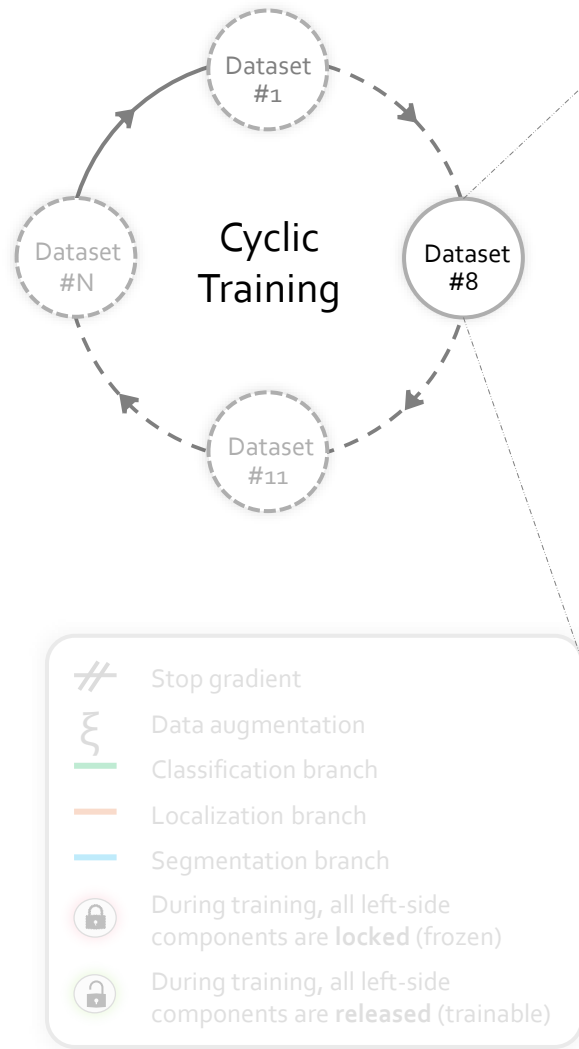 Dataset
#1
Dataset
#N
Cyclic
Training
Dataset
#8
Dataset
#11
Stop gradient
ξ Data augmentation
Classification branch
Localization branch
Segmentation branch
During training, all left-side
components are locked (frozen)
During training, all left-side
components are released (trainable)